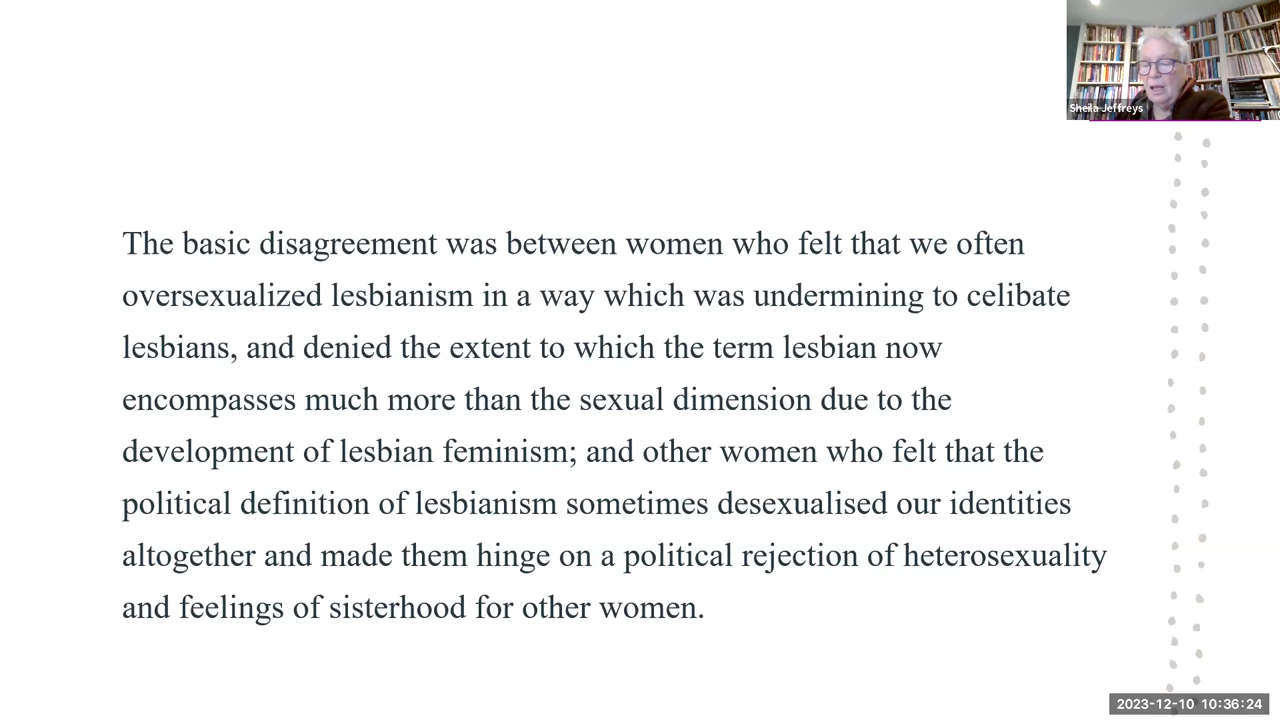 Sheila Jeffreys
The basic disagreement was between women who felt that we often
oversexualized lesbianism in a way which was undermining to celibate
lesbians, and denied the extent to which the term lesbian now
encompasses much more than the sexual dimension due to the
development of lesbian feminism; and other women who felt that the
political definition of lesbianism sometimes desexualised our identities
altogether and made them hinge on a political rejection of heterosexuality
and feelings of sisterhood for other women.
2023-12-10 10:36:24